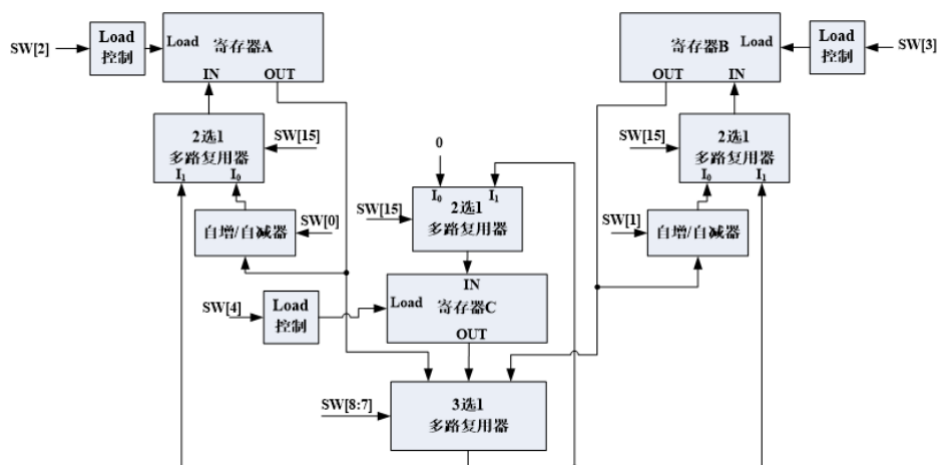 SW[2]
Load
控制
Load
寄存器A
IN
OUT
寄存器B
Load
OUT
IN
Load
控制
SW[3]
2选1
多路复用器
I1
I0
SW[15]
0
SW[15]
2选1
多路复用器
I0
I1
自增/自减器
SW[0]
SW[15]
I0
I1
2选1
多路复用器
SW[1]
自增/自减器
SW[4]
Load
控制
IN
Load
寄存器C
OUT
SW[8:7]
3选1
多路复用器